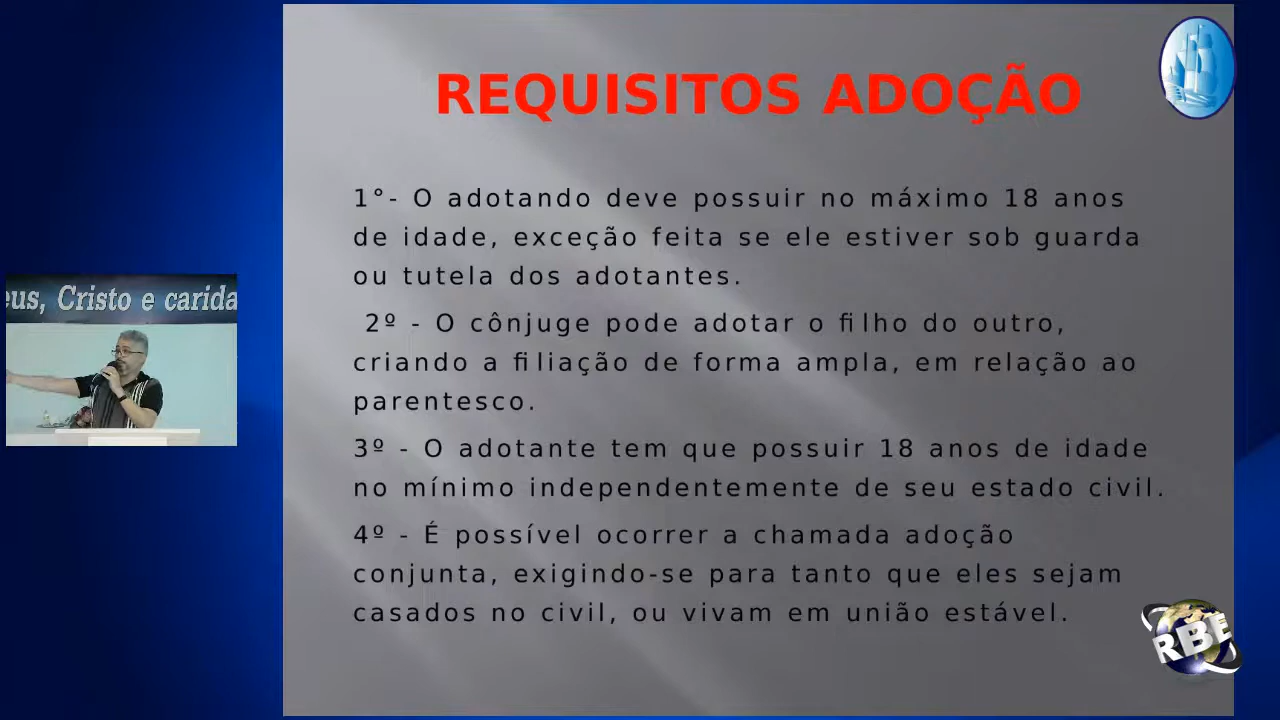 REQUISITOS ADOÇÃO
1°- O adotando deve possuir no máximo 18 anos
de idade, exceção feita se ele estiver sob guarda
ou tutela dos adotantes.
2º - O cônjuge pode adotar o filho do outro,
criando a filiação de forma ampla, em relação ao
parentesco.
3º - O adotante tem que possuir 18 anos de idade
no mínimo independentemente de seu estado civil.
4º - É possível ocorrer a chamada adoção
conjunta, exigindo-se para tanto que eles sejam
casados no civil, ou vivam em união estável.
eus, Cristo e carida
RBE